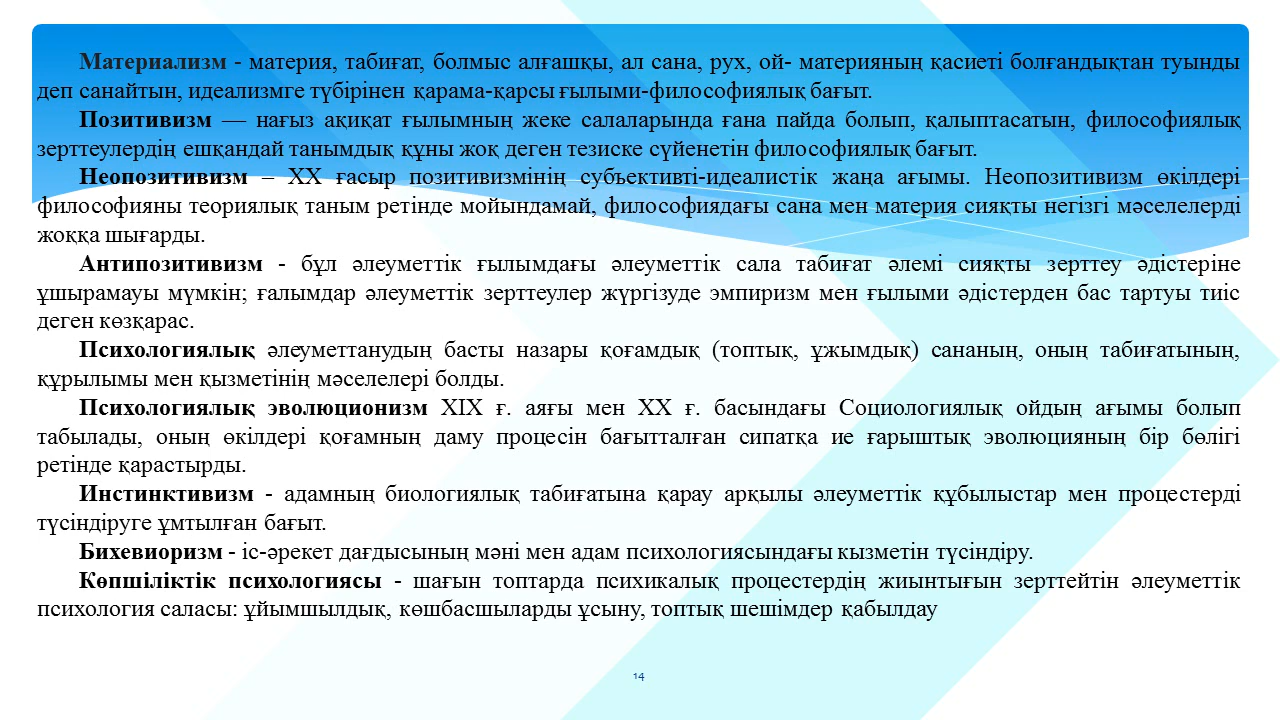 Материализм - материя, табиғат, болмыс алғашқы, ал сана, рух, ой- материяның қасиеті болғандықтан туынды
деп санайтын, идеализмге түбірінен қарама-қарсы ғылыми-философиялық бағыт.
Позитивизм — нағыз ақиқат ғылымның жеке салаларында ғана пайда болып, қалыптасатын, философиялық
зерттеулердің ешқандай танымдық құны жоқ деген тезиске сүйенетін философиялық бағыт.
Неопозитивизм – XX ғасыр позитивизмінің субъективті-идеалистік жаңа ағымы. Неопозитивизм өкілдері
философияны теориялық таным ретінде мойындамай, философиядағы сана мен материя сияқты негізгі мәселелерді
жоққа шығарды.
Антипозитивизм - бұл әлеуметтік ғылымдағы әлеуметтік сала табиғат әлемі сияқты зерттеу әдістеріне
ұшырамауы мүмкін; ғалымдар әлеуметтік зерттеулер жүргізуде эмпиризм мен ғылыми әдістерден бас тартуы тиіс
деген көзқарас.
Психологиялық әлеуметтанудың басты назары қоғамдық (топтық, ұжымдық) сананың, оның табиғатының,
құрылымы мен қызметінің мәселелері болды.
Психологиялық эволюционизм XIX ғ. аяғы мен XX ғ. басындағы Социологиялық ойдың ағымы болып
табылады, оның өкілдері қоғамның даму процесін бағытталған сипатқа ие ғарыштық эволюцияның бір бөлігі
ретінде қарастырды.
Инстинктивизм - адамның биологиялық табиғатына қарау арқылы әлеуметтік құбылыстар мен процестерді
түсіндіруге ұмтылған бағыт.
Бихевиоризм - іс-әрекет дағдысының мәні мен адам психологиясындағы кызметін түсіндіру.
Көпшіліктік психологиясы - шағын топтарда психикалық процестердің жиынтығын зерттейтін әлеуметтік
психология саласы: ұйымшылдық, көшбасшыларды ұсыну, топтық шешімдер қабылдау
14